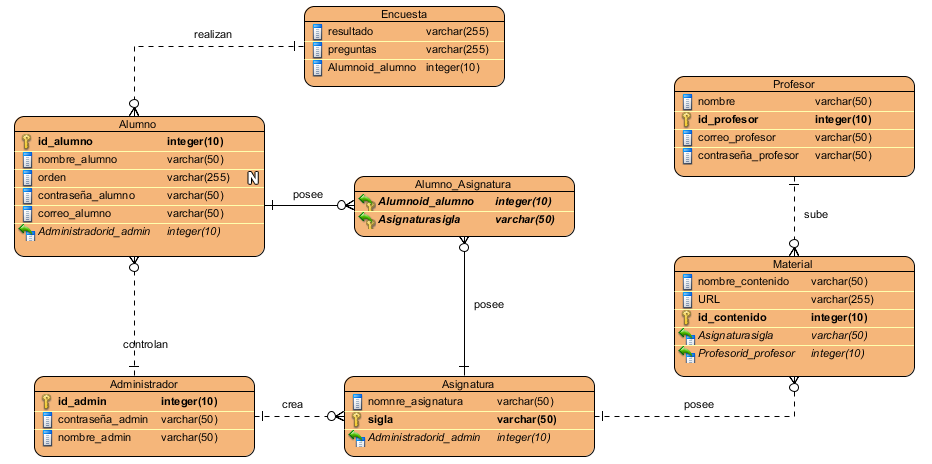 Encuesta
resultado varchar(255)
preguntas varchar(255)
Alumnoid_alumno integer(10)
realizan
Profesor
nombre varchar(50)
id_profesor integer(10)
correo_profesor varchar(50)
contraseña_profesor varchar(50)
Alumno
id_alumno integer(10)
nombre_alumno varchar(50)
orden varchar(255) N
contraseña_alumno varchar(50)
correo_alumno varchar(50)
Administradorid_admin integer(10)
posee
Alumno_Asignatura
Alumnoid_alumno integer(10)
Asignaturasigla varchar(50)
sube
Material
nombre_contenido varchar(50)
URL varchar(255)
id_contenido integer(10)
Asignaturasigla varchar(50)
Profesorid_profesor integer(10)
posee
controlan
Administrador
id_admin integer(10)
contraseña_admin varchar(50)
nombre_admin varchar(50)
crea
Asignatura
nomnre_asignatura varchar(50)
sigla varchar(50)
Administradorid_admin integer(10)
posee